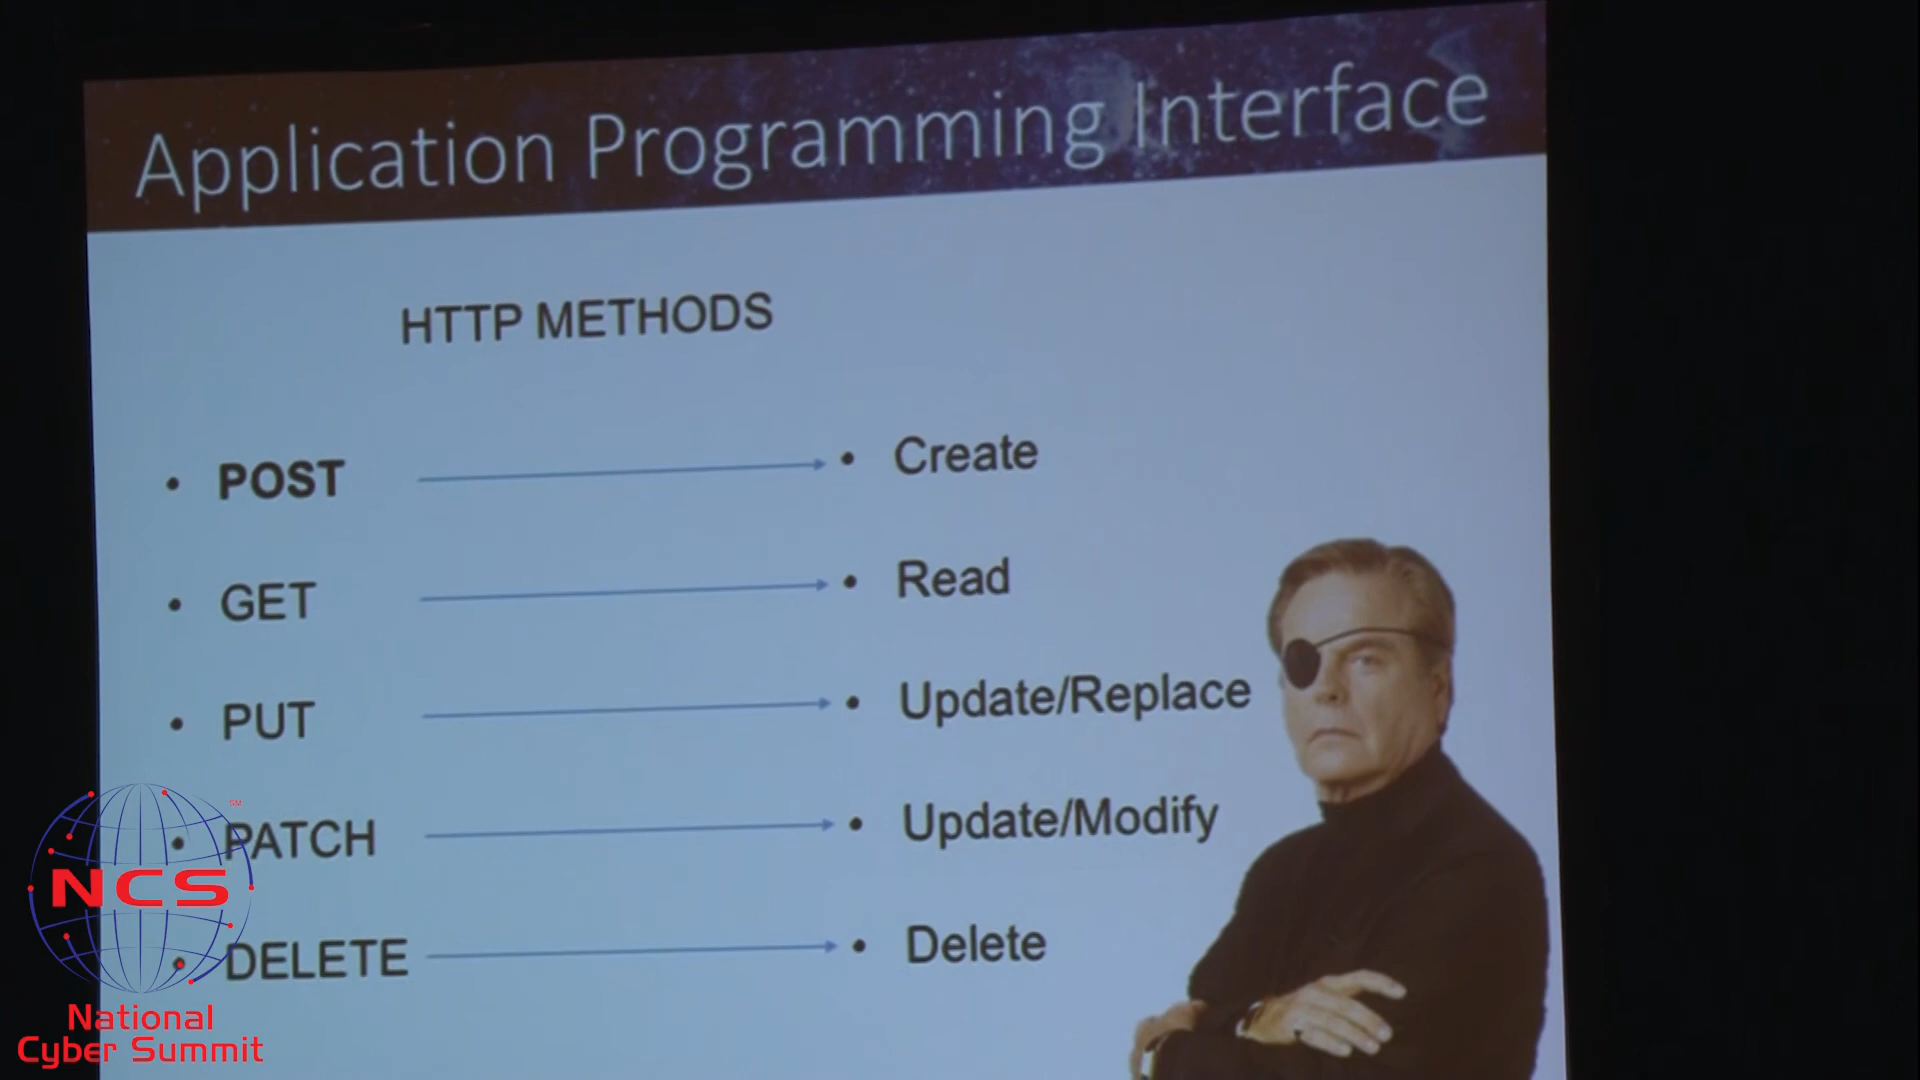 Application Programming Interface
HTTP METHODS
• POST • Create
• GET • Read
• PUT • Update/Replace
• PATCH • Update/Modify
• DELETE • Delete
SM
NCS
National
Cyber Summit